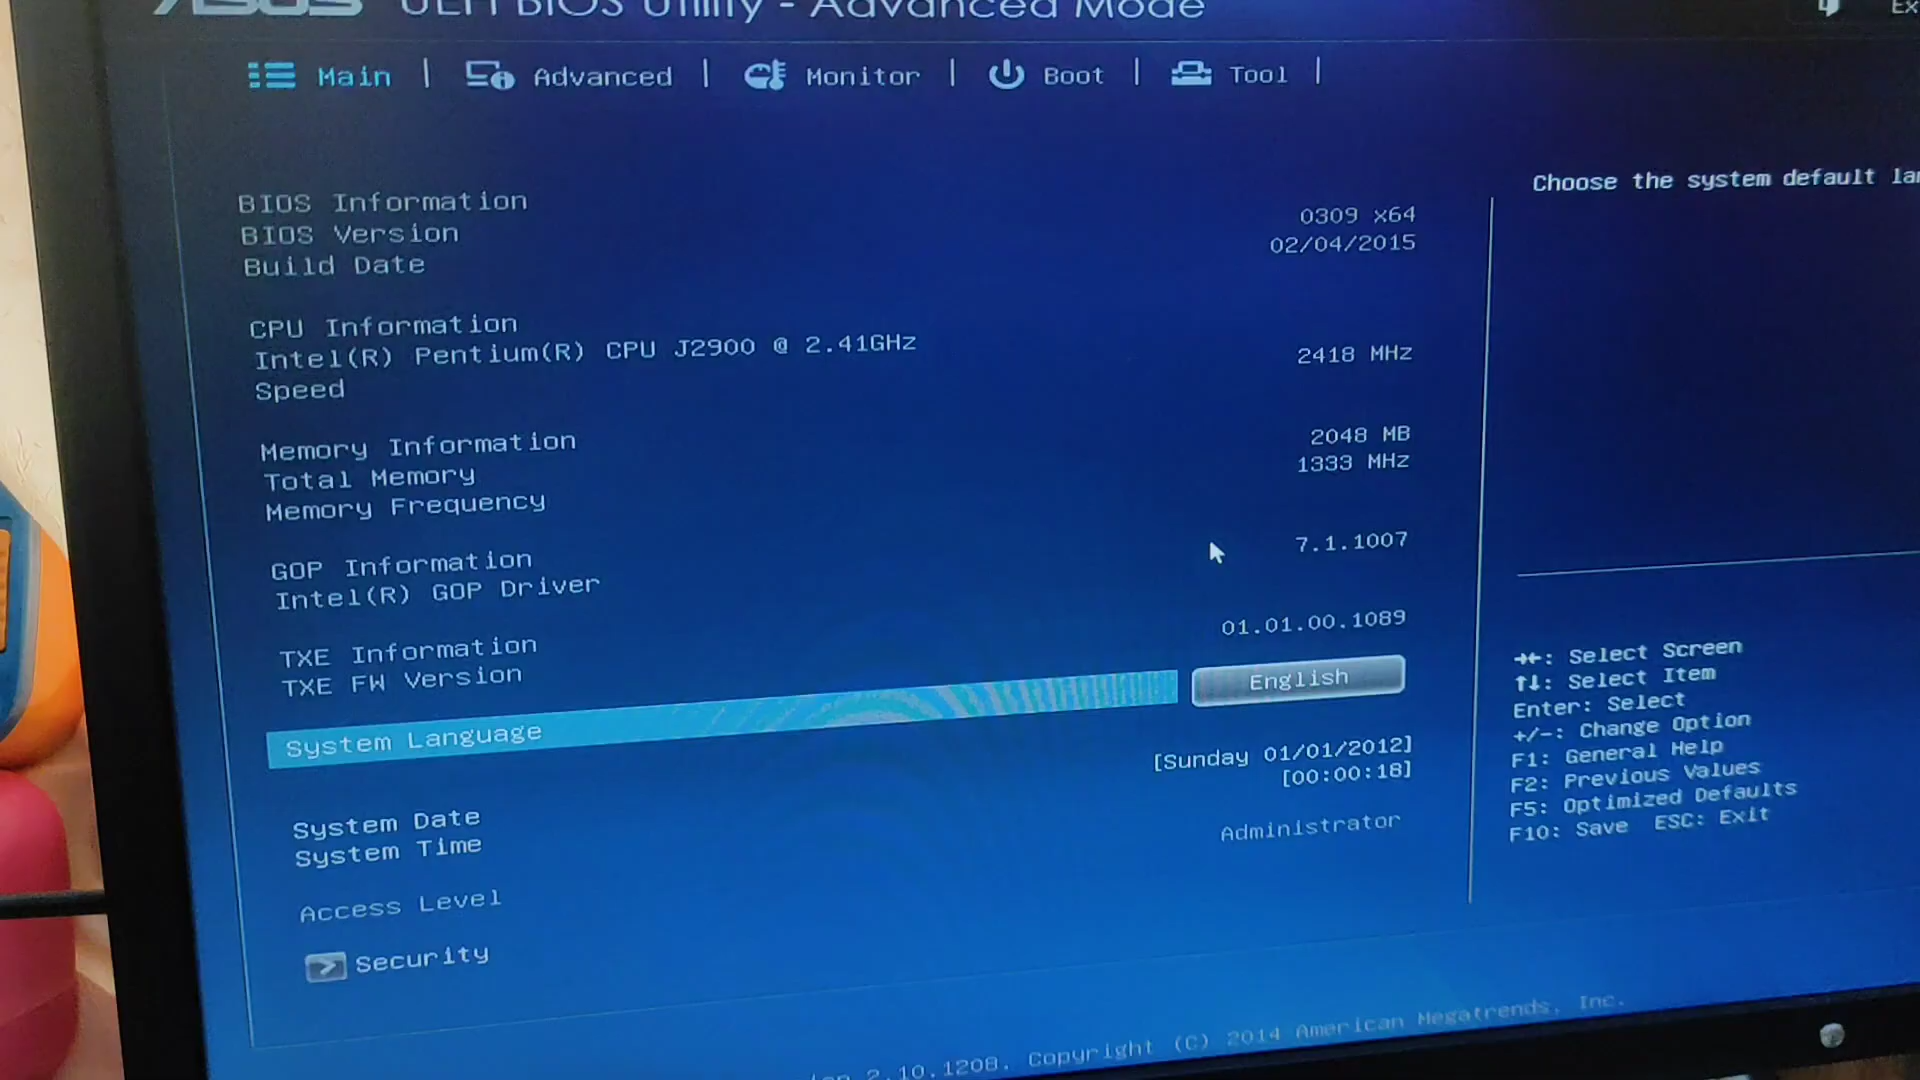 ASUS UEFI BIOS Utility - Advanced Mode
Main | Advanced | Monitor | Boot | Tool |
Choose the system default
BIOS Information
BIOS Version 0309 x64
Build Date 02/04/2015
CPU Information
Intel(R) Pentium(R) CPU J2900 @ 2.41GHz
Speed 2418 MHz
Memory Information
Total Memory 2048 MB
Memory Frequency 1333 MHz
GOP Information
Intel(R) GOP Driver 7.1.1007
TXE Information
TXE FW Version 01.01.00.1089
System Language English
System Date [Sunday 01/01/2012]
System Time [00:00:18]
Access Level Administrator
Security
→←: Select Screen
↑↓: Select Item
Enter: Select
+/-: Change Option
F1: General Help
F2: Previous Values
F5: Optimized Defaults
F10: Save ESC: Exit
2.10.1208. Copyright (C) 2014 American Megatrends, Inc.